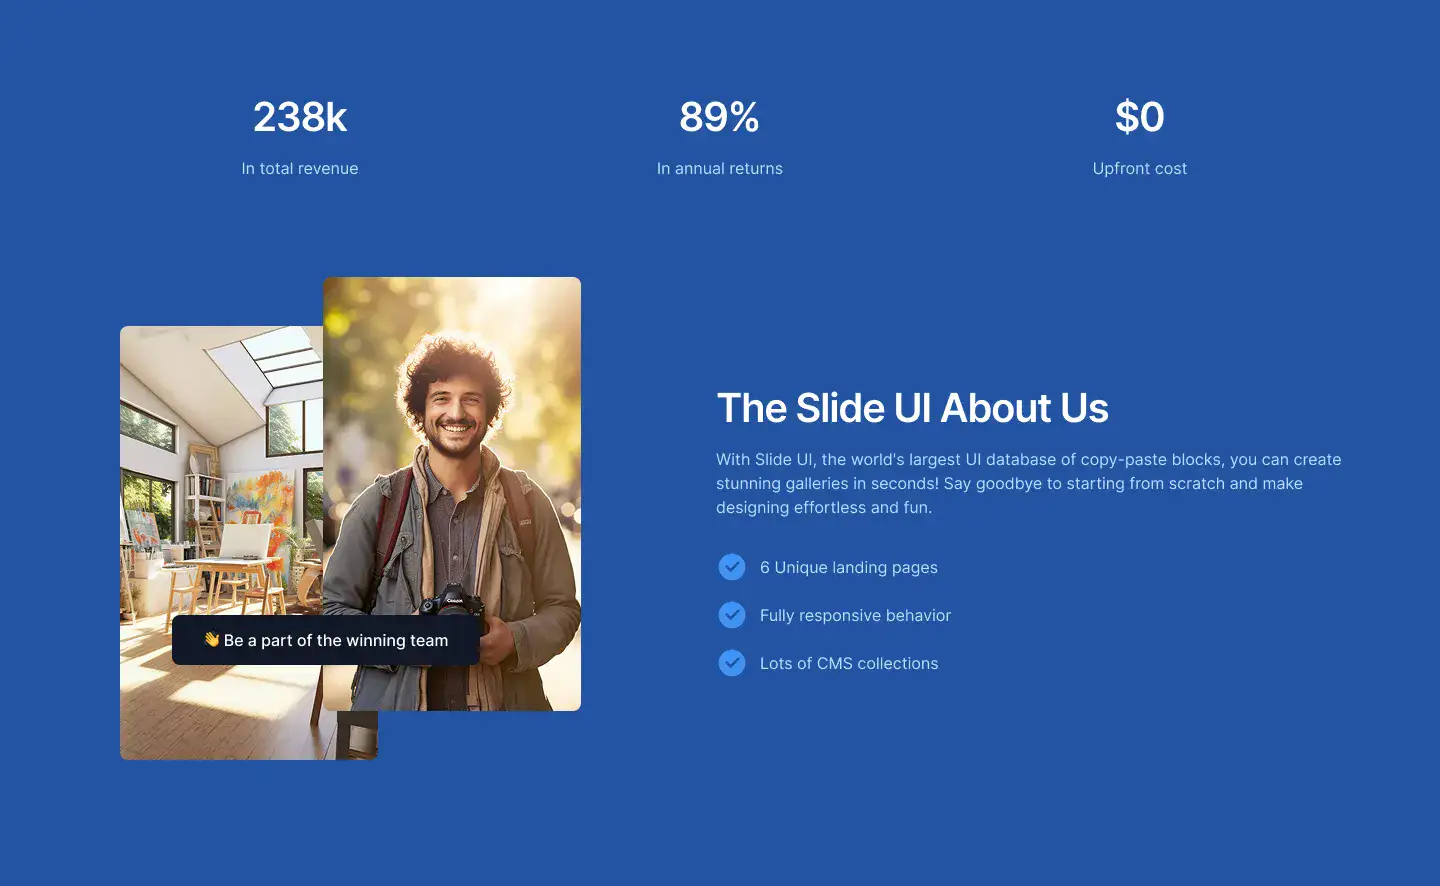 238k
89%
$0
In total revenue
In annual returns
Upfront cost
The Slide UI About Us
With Slide UI, the world's largest UI database of copy-paste blocks, you can create
stunning galleries in seconds! Say goodbye to starting from scratch and make
designing effortless and fun.
6 Unique landing pages
Fully responsive behavior
Lots of CMS collections
👋 Be a part of the winning team